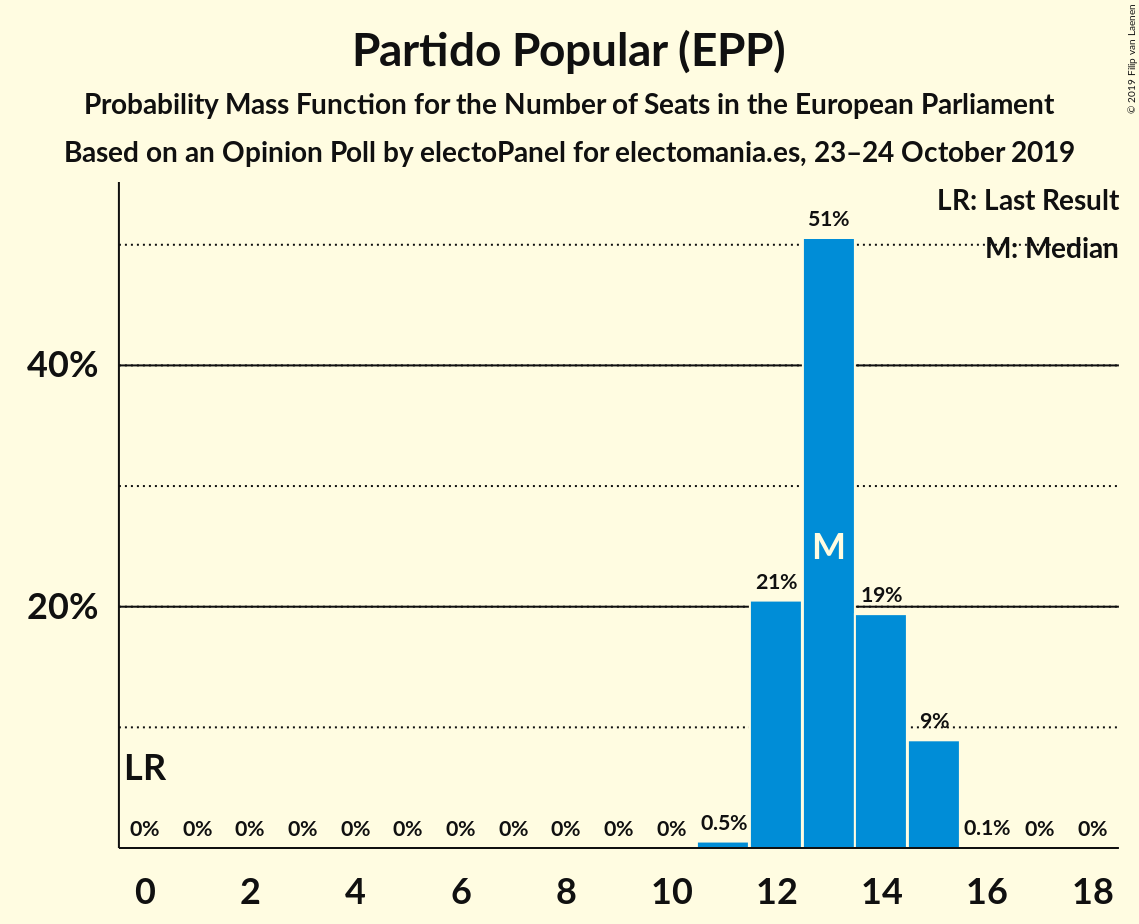 Partido Popular (EPP)
Probability Mass Function for the Number of Seats in the European Parliament
Based on an Opinion Poll by electoPanel for electomania.es, 23–24 October 2019
© 2019 Filip van Laenen
LR: Last Result
M: Median
51%
40%
M
21%
19%
20%
9%
LR
0% 0% 0% 0% 0% 0% 0% 0% 0% 0% 0% 0.5% 0.1% 0% 0%
0 2 4 6 8 10 12 14 16 18